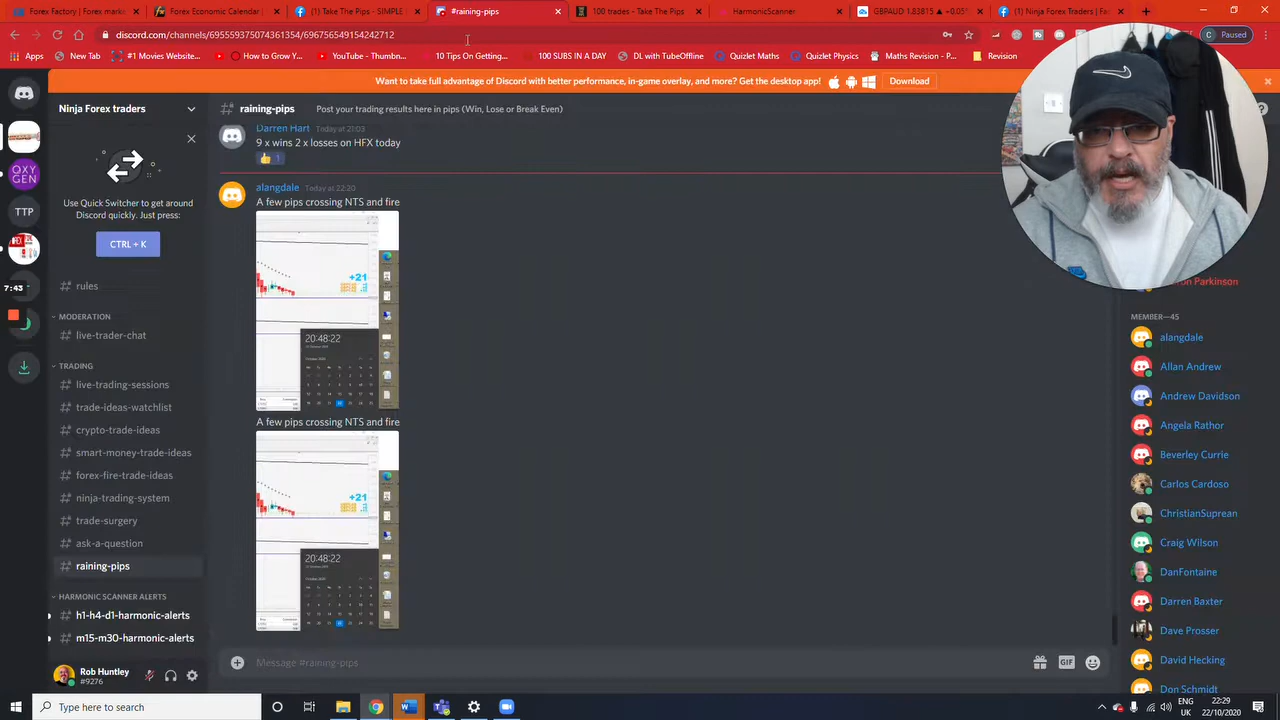 Forex Factory | Forex marke
Forex Economic Calendar |
(1) Take The Pips - SIMPLE
#raining-pips
100 trades - Take The Pips
HarmonicScanner
GBPAUD 1.83815 ▲ +0.05%
(1) Ninja Forex Traders | F
discord.com/channels/695559375074361354/696756549154242712
Paused
Apps
New Tab
#1 Movies Website...
How to Grow Yo...
YouTube - Thumbn...
10 Tips On Getting...
100 SUBS IN A DAY
DL with TubeOffline
Quizlet Maths
Quizlet Physics
Maths Revision - P...
Revision
Want to take full advantage of Discord with better performance, in-game overlay, and more? Get the desktop app!
Download
Ninja Forex traders
raining-pips
Post your trading results here in pips (Win, Lose or Break Even)
Use Quick Switcher to get around
Discord quickly. Just press:
CTRL + K
OXY
GEN
TTP
7:43
rules
MODERATION
live-trader-chat
TRADING
live-trading-sessions
trade-ideas-watchlist
crypto-trade-ideas
smart-money-trade-ideas
forex-fire-trade-ideas
ninja-trading-system
trade-surgery
ask-a-question
raining-pips
HARMONIC SCANNER ALERTS
h1-h4-d1-harmonic-alerts
m15-m30-harmonic-alerts
Rob Huntley
#9276
Darren Hart Today at 21:03
9 x wins 2 x losses on HFX today
1
alangdale Today at 22:20
A few pips crossing NTS and fire
+21
20:48:22
A few pips crossing NTS and fire
+21
20:48:22
Message #raining-pips
GIF
on Parkinson
MEMBER—45
alangdale
Allan Andrew
Andrew Davidson
Angela Rathor
Beverley Currie
Carlos Cardoso
ChristianSuprean
Craig Wilson
DanFontaine
Darren Baxter
Dave Prosser
David Hecking
Don Schmidt
Type here to search
ENG
UK
22:29
22/10/2020